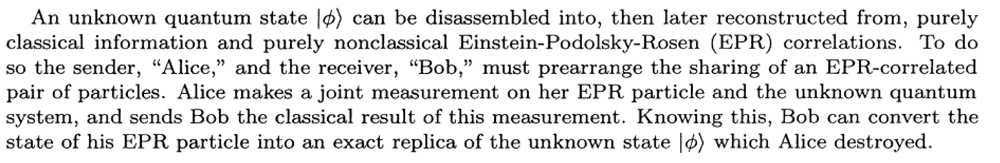 An unknown quantum state |ϕ⟩ can be disassembled into, then later reconstructed from, purely
classical information and purely nonclassical Einstein-Podolsky-Rosen (EPR) correlations. To do
so the sender, “Alice,” and the receiver, “Bob,” must prearrange the sharing of an EPR-correlated
pair of particles. Alice makes a joint measurement on her EPR particle and the unknown quantum
system, and sends Bob the classical result of this measurement. Knowing this, Bob can convert the
state of his EPR particle into an exact replica of the unknown state |ϕ⟩ which Alice destroyed.